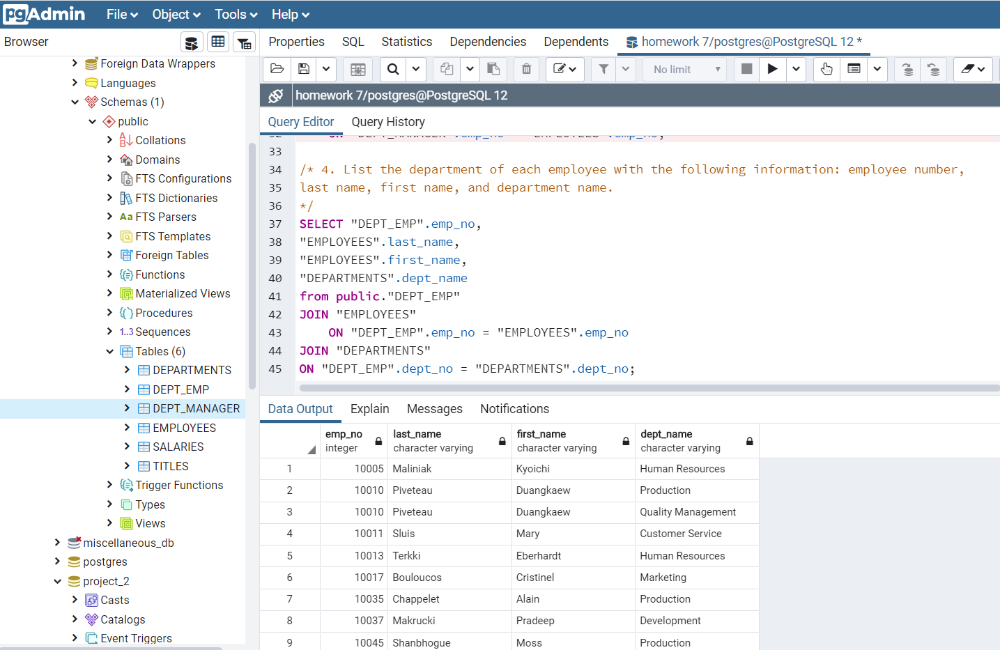 pgAdmin File Object Tools Help
Browser
Properties SQL Statistics Dependencies Dependents homework 7/postgres@PostgreSQL 12 *
No limit
homework 7/postgres@PostgreSQL 12
Query Editor Query History
Foreign Data Wrappers
Languages
Schemas (1)
public
Collations
Domains
FTS Configurations
FTS Dictionaries
Aa FTS Parsers
FTS Templates
Foreign Tables
Functions
Materialized Views
Procedures
1..3 Sequences
Tables (6)
DEPARTMENTS
DEPT_EMP
DEPT_MANAGER
EMPLOYEES
SALARIES
TITLES
Trigger Functions
Types
Views
miscellaneous_db
postgres
project_2
Casts
Catalogs
Event Triggers
32 ON "DEPT_MANAGER".emp_no = "EMPLOYEES".emp_no;
33
34 /* 4. List the department of each employee with the following information: employee number,
35 last name, first name, and department name.
36 */
37 SELECT "DEPT_EMP".emp_no,
38 "EMPLOYEES".last_name,
39 "EMPLOYEES".first_name,
40 "DEPARTMENTS".dept_name
41 from public."DEPT_EMP"
42 JOIN "EMPLOYEES"
43 ON "DEPT_EMP".emp_no = "EMPLOYEES".emp_no
44 JOIN "DEPARTMENTS"
45 ON "DEPT_EMP".dept_no = "DEPARTMENTS".dept_no;
Data Output Explain Messages Notifications
emp_no last_name first_name dept_name
integer character varying character varying character varying
1 10005 Maliniak Kyoichi Human Resources
2 10010 Piveteau Duangkaew Production
3 10010 Piveteau Duangkaew Quality Management
4 10011 Sluis Mary Customer Service
5 10013 Terkki Eberhardt Human Resources
6 10017 Bouloucos Cristinel Marketing
7 10035 Chappelet Alain Production
8 10037 Makrucki Pradeep Development
9 10045 Shanbhogue Moss Production